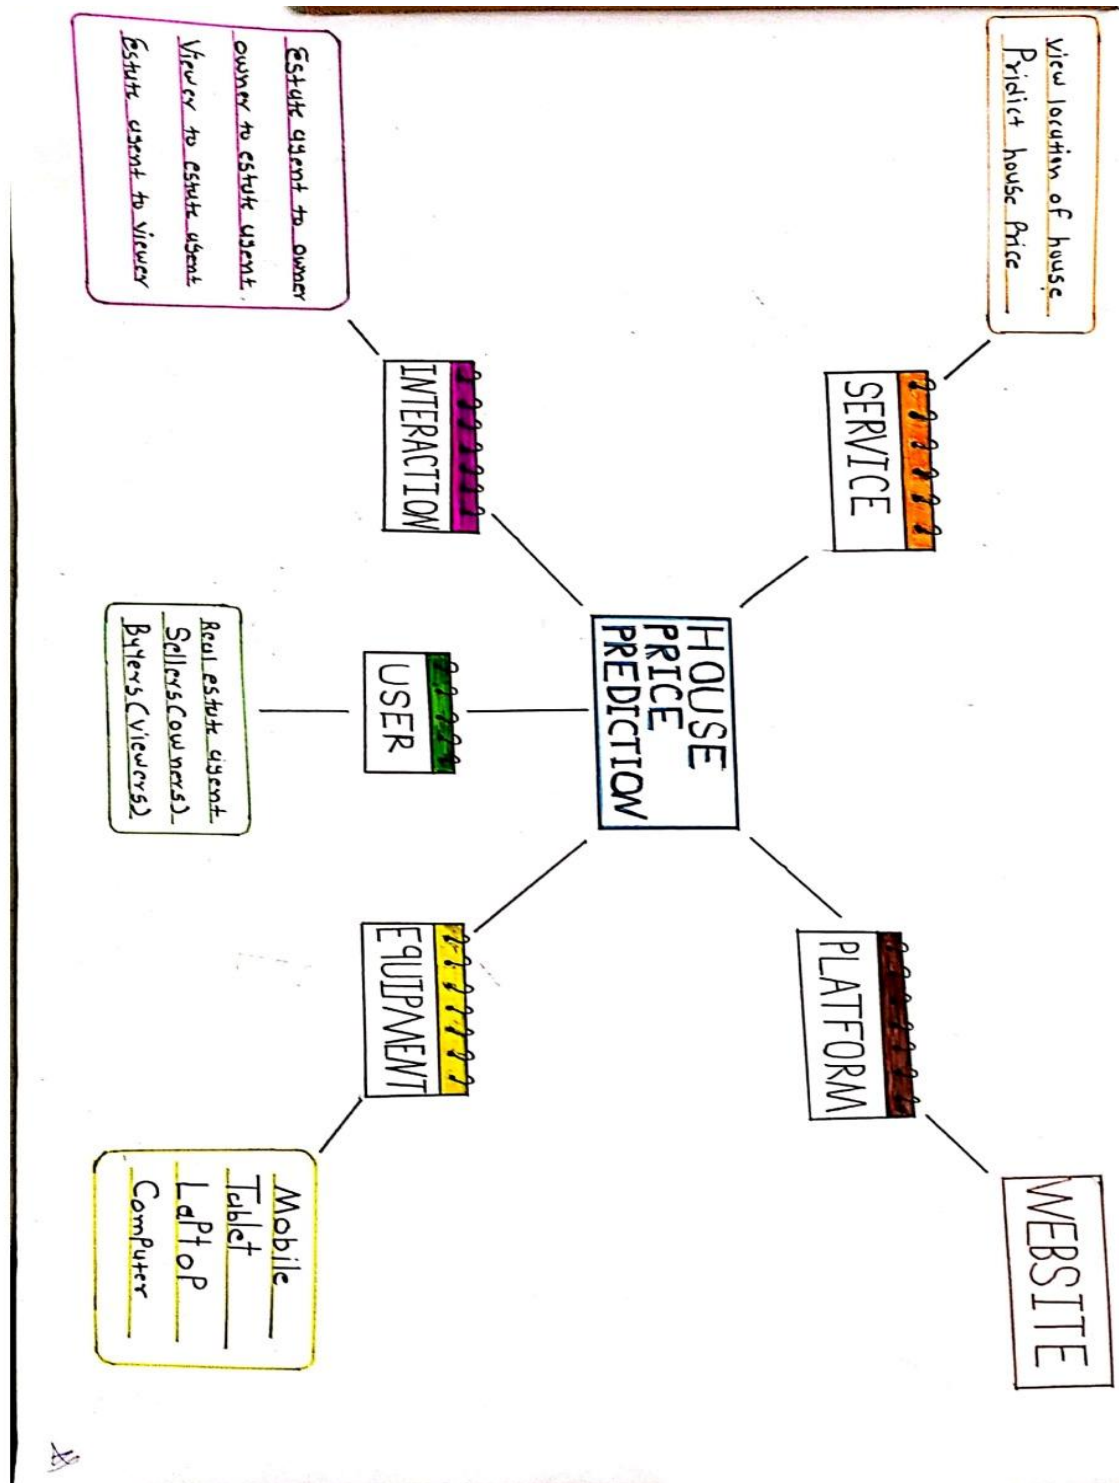 view location of house
Pridict house Price
SERVICE
PLATFORM
WEBSITE
HOUSE
PRICE
PREDICTION
INTERACTION
Estate agent to owner
owner to estate agent
Viewer to estate agent
Estate agent to viewer
USER
Real estate agent
Sellers(owners)
Buyers(viewers)
EQUIPMENT
Mobile
Tablet
LaPtoP
ComPuter